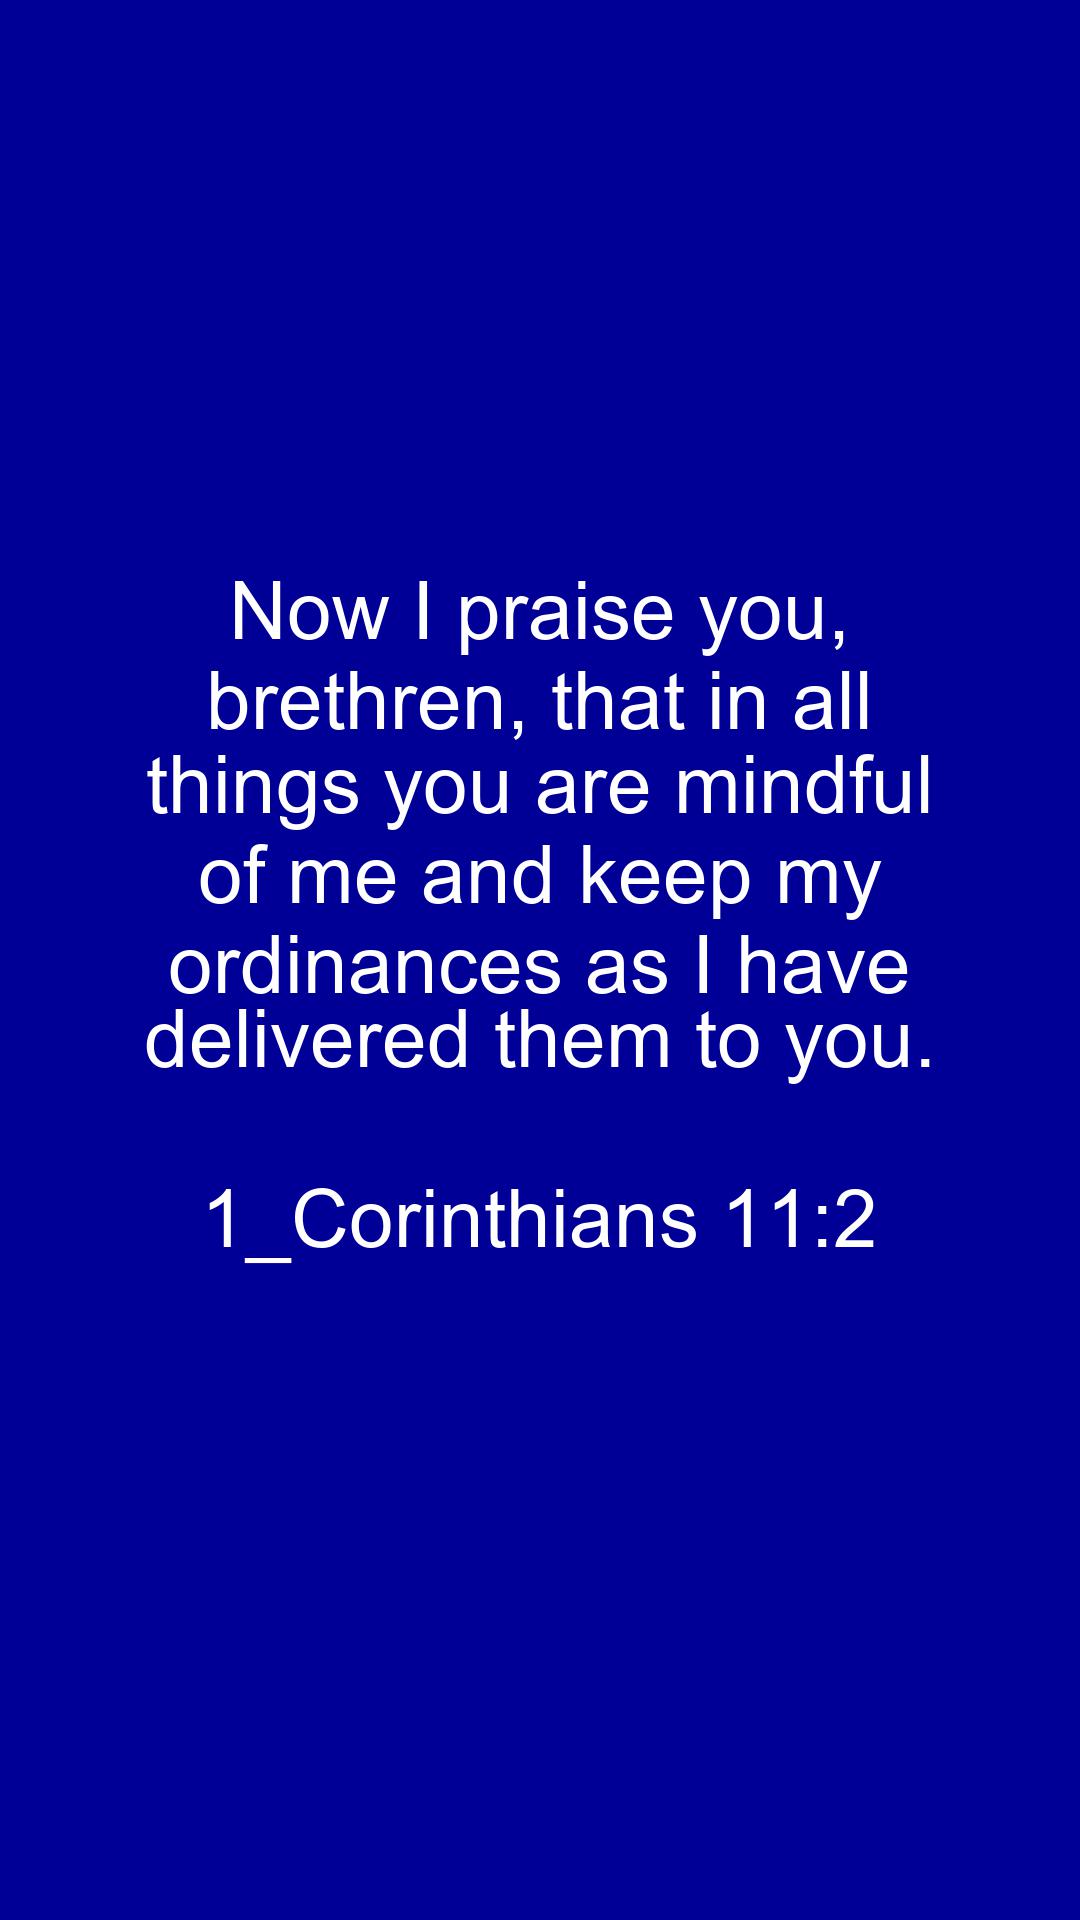 Now I praise you,
brethren, that in all
things you are mindful
of me and keep my
ordinances as I have
delivered them to you.
1_Corinthians 11:2